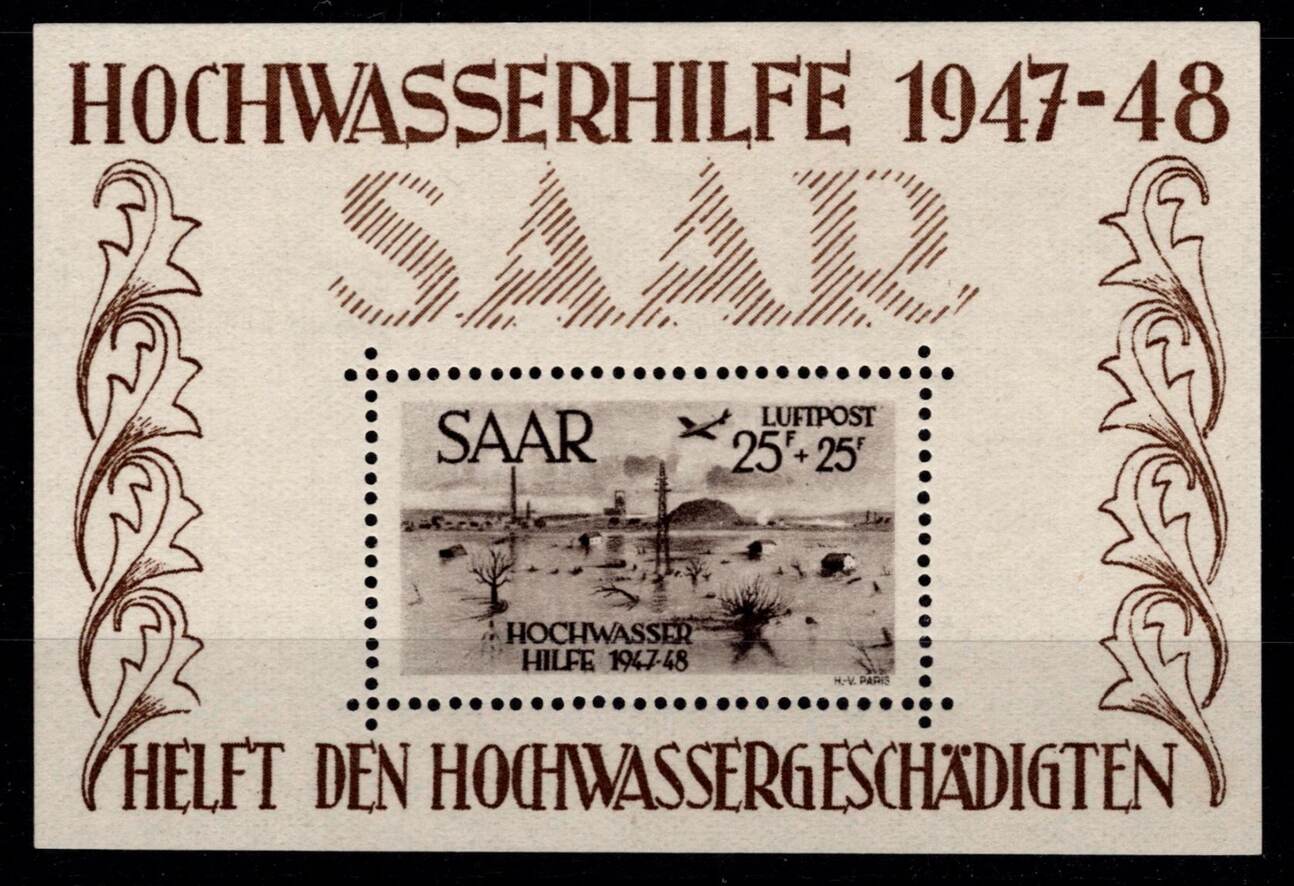 HOCHWASSERHILFE 1947-48
SAAR
SAAR
LUFTPOST
25F + 25F
HOCHWASSER
HILFE 1947-48
H.-V. PARIS
HELFT DEN HOCHWASSERGESCHÄDIGTEN